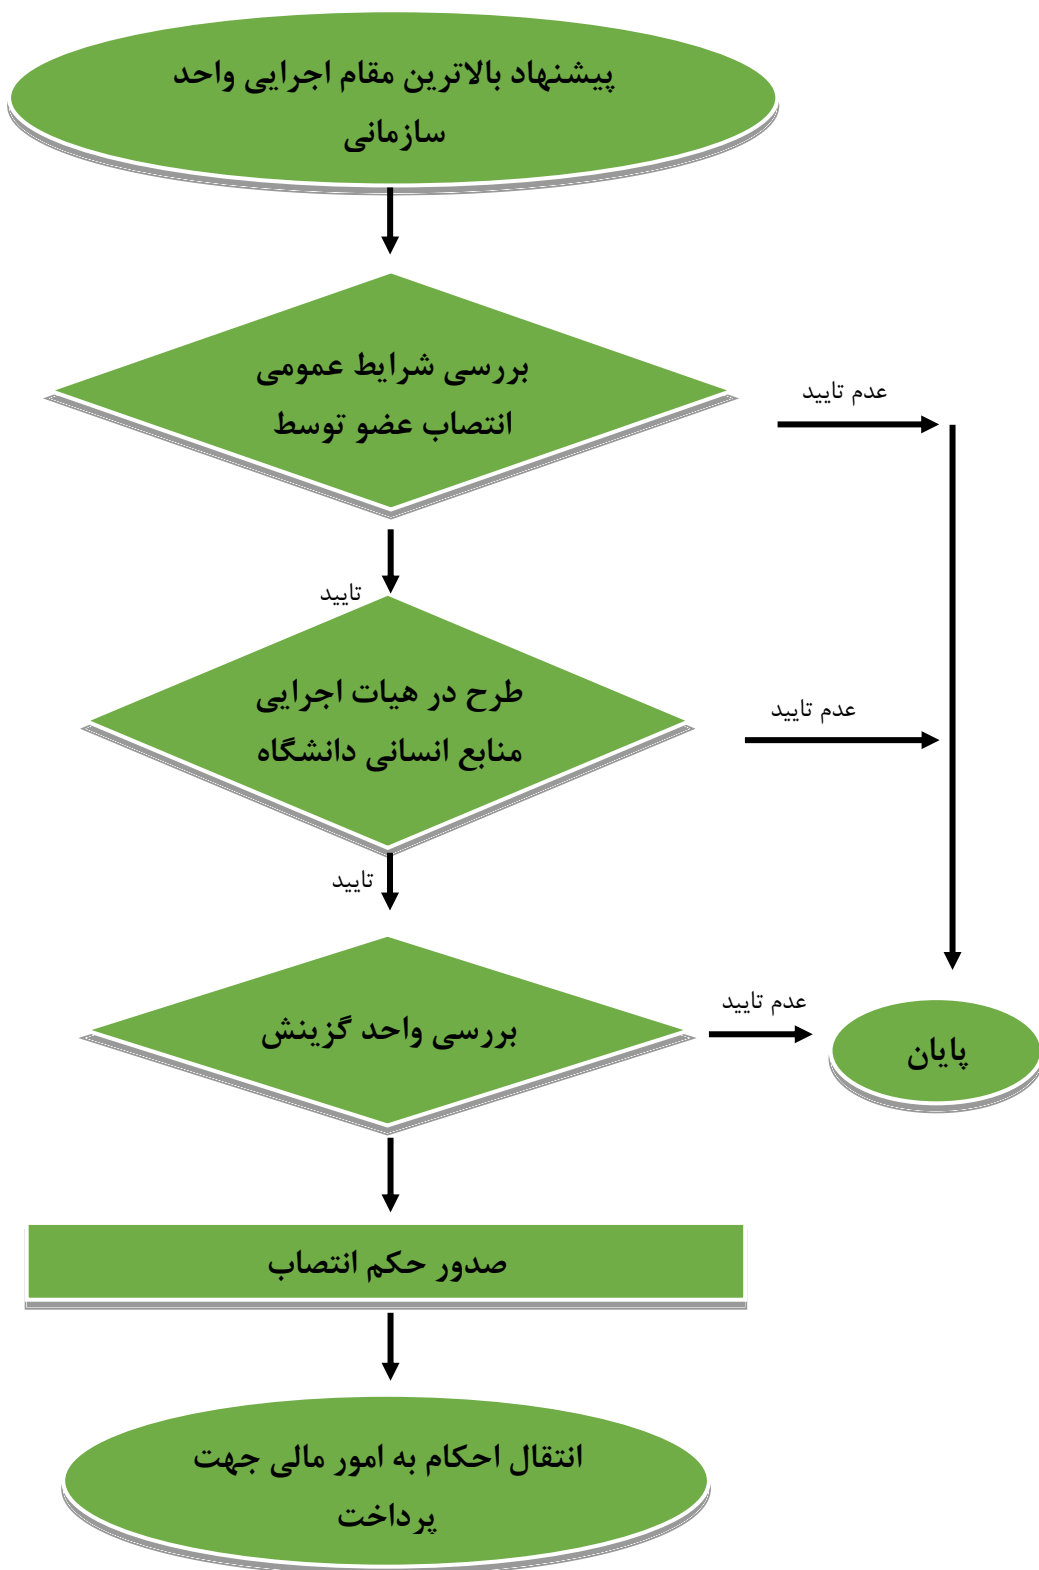 پیشنهاد بالاترین مقام اجرایی واحد
سازمانی
بررسی شرایط عمومی
انتصاب عضو توسط
عدم تایید
تایید
طرح در هیات اجرایی
منابع انسانی دانشگاه
عدم تایید
تایید
بررسی واحد گزینش
عدم تایید
پایان
صدور حکم انتصاب
انتقال احکام به امور مالی جهت
پرداخت